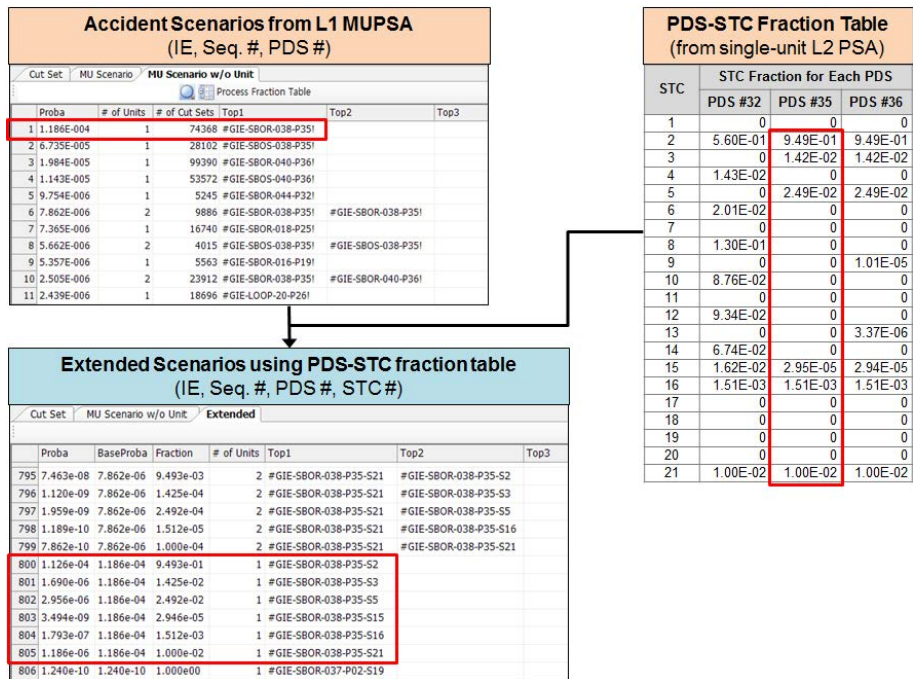 Accident Scenarios from L1 MUPSA
(IE, Seq. #, PDS #)
Cut Set MU Scenario MU Scenario w/o Unit
Process Fraction Table
Proba # of Units # of Cut Sets Top1 Top2 Top3
1 1.186E-004 1 74368 #GIE-SBOR-038-P35!
2 6.735E-005 1 28102 #GIE-SBOS-038-P35!
3 1.984E-005 1 99390 #GIE-SBOR-040-P36!
4 1.143E-005 1 53572 #GIE-SBOS-040-P36!
5 9.754E-006 1 5245 #GIE-SBOR-044-P32!
6 7.862E-006 2 9886 #GIE-SBOR-038-P35! #GIE-SBOR-038-P35!
7 7.365E-006 1 16740 #GIE-SBOR-018-P25!
8 5.662E-006 2 4015 #GIE-SBOS-038-P35! #GIE-SBOS-038-P35!
9 5.357E-006 1 5563 #GIE-SBOR-016-P19!
10 2.505E-006 2 23912 #GIE-SBOR-038-P35! #GIE-SBOR-040-P36!
11 2.439E-006 1 18696 #GIE-LOOP-20-P26!
PDS-STC Fraction Table
(from single-unit L2 PSA)
STC STC Fraction for Each PDS
PDS #32 PDS #35 PDS #36
1 0 0 0
2 5.60E-01 9.49E-01 9.49E-01
3 0 1.42E-02 1.42E-02
4 1.43E-02 0 0
5 0 2.49E-02 2.49E-02
6 2.01E-02 0 0
7 0 0 0
8 1.30E-01 0 0
9 0 0 1.01E-05
10 8.76E-02 0 0
11 0 0 0
12 9.34E-02 0 0
13 0 0 3.37E-06
14 6.74E-02 0 0
15 1.62E-02 2.95E-05 2.94E-05
16 1.51E-03 1.51E-03 1.51E-03
17 0 0 0
18 0 0 0
19 0 0 0
20 0 0 0
21 1.00E-02 1.00E-02 1.00E-02
Extended Scenarios using PDS-STC fraction table
(IE, Seq. #, PDS #, STC #)
Cut Set MU Scenario w/o Unit Extended
Proba BaseProba Fraction # of Units Top1 Top2 Top3
795 7.463e-08 7.862e-06 9.493e-03 2 #GIE-SBOR-038-P35-S21 #GIE-SBOR-038-P35-S2
796 1.120e-09 7.862e-06 1.425e-04 2 #GIE-SBOR-038-P35-S21 #GIE-SBOR-038-P35-S3
797 1.959e-09 7.862e-06 2.492e-04 2 #GIE-SBOR-038-P35-S21 #GIE-SBOR-038-P35-S5
798 1.189e-10 7.862e-06 1.512e-05 2 #GIE-SBOR-038-P35-S21 #GIE-SBOR-038-P35-S16
799 7.862e-10 7.862e-06 1.000e-04 2 #GIE-SBOR-038-P35-S21 #GIE-SBOR-038-P35-S21
800 1.126e-04 1.186e-04 9.493e-01 1 #GIE-SBOR-038-P35-S2
801 1.690e-06 1.186e-04 1.425e-02 1 #GIE-SBOR-038-P35-S3
802 2.956e-06 1.186e-04 2.492e-02 1 #GIE-SBOR-038-P35-S5
803 3.494e-09 1.186e-04 2.946e-05 1 #GIE-SBOR-038-P35-S15
804 1.793e-07 1.186e-04 1.512e-03 1 #GIE-SBOR-038-P35-S16
805 1.186e-06 1.186e-04 1.000e-02 1 #GIE-SBOR-038-P35-S21
806 1.240e-10 1.240e-10 1.000e00 1 #GIE-SBOR-037-P02-S19